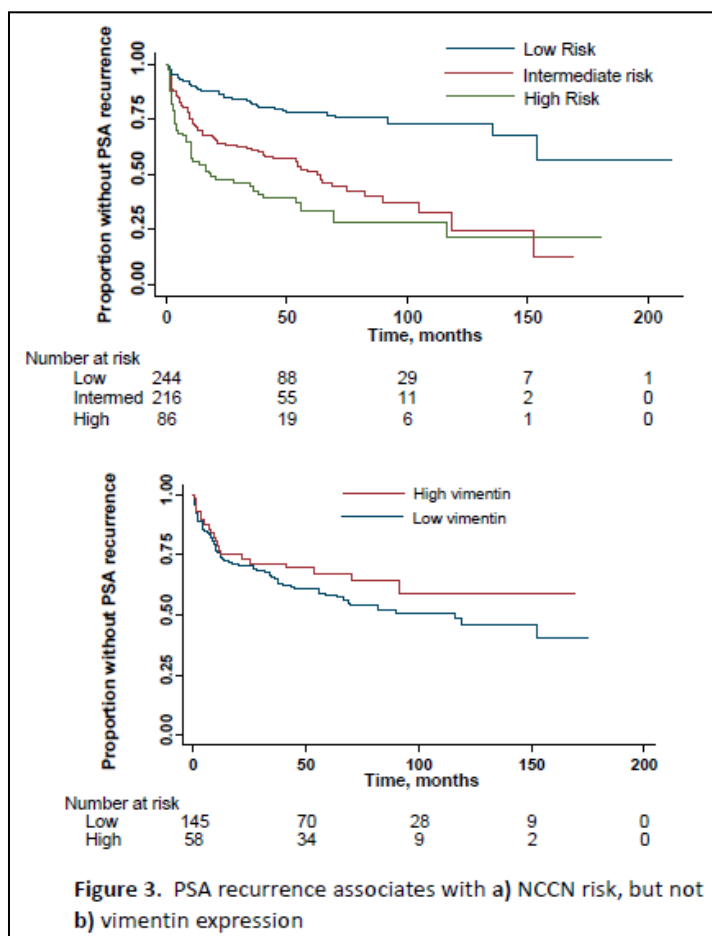 Low Risk
Intermediate risk
High Risk
Proportion without PSA recurrence
1.00
0.75
0.50
0.25
0.00
0 50 100 150 200
Time, months
Number at risk
Low 244 88 29 7 1
Intermed 216 55 11 2 0
High 86 19 6 1 0
High vimentin
Low vimentin
Proportion without PSA recurrence
1.00
0.75
0.50
0.25
0.00
0 50 100 150 200
Time, months
Number at risk
Low 145 70 28 9 0
High 58 34 9 2 0
Figure 3. PSA recurrence associates with a) NCCN risk, but not
b) vimentin expression